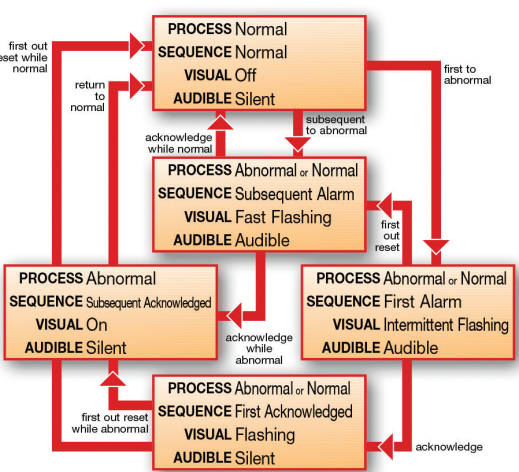 PROCESS Normal
SEQUENCE Normal
VISUAL Off
AUDIBLE Silent
first out
eset while
normal
return
to
normal
first to
abnormal
acknowledge
while normal
subsequent
to abnormal
PROCESS Abnormal or Normal
SEQUENCE Subsequent Alarm
VISUAL Fast Flashing
AUDIBLE Audible
first
out
reset
PROCESS Abnormal
SEQUENCE Subsequent Acknowledged
VISUAL On
AUDIBLE Silent
PROCESS Abnormal or Normal
SEQUENCE First Alarm
VISUAL Intermittent Flashing
AUDIBLE Audible
acknowledge
while
abnormal
first out reset
while abnormal
PROCESS Abnormal or Normal
SEQUENCE First Acknowledged
VISUAL Flashing
AUDIBLE Silent
acknowledge